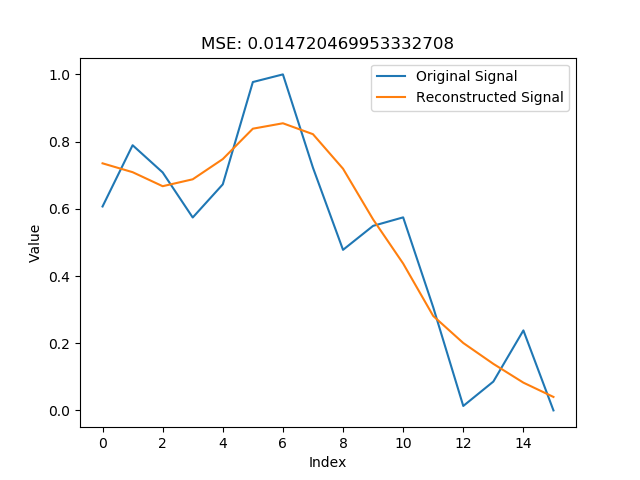 MSE: 0.014720469953332708
Original Signal
Reconstructed Signal
1.0
0.8
0.6
0.4
0.2
0.0
Value
0 2 4 6 8 10 12 14
Index